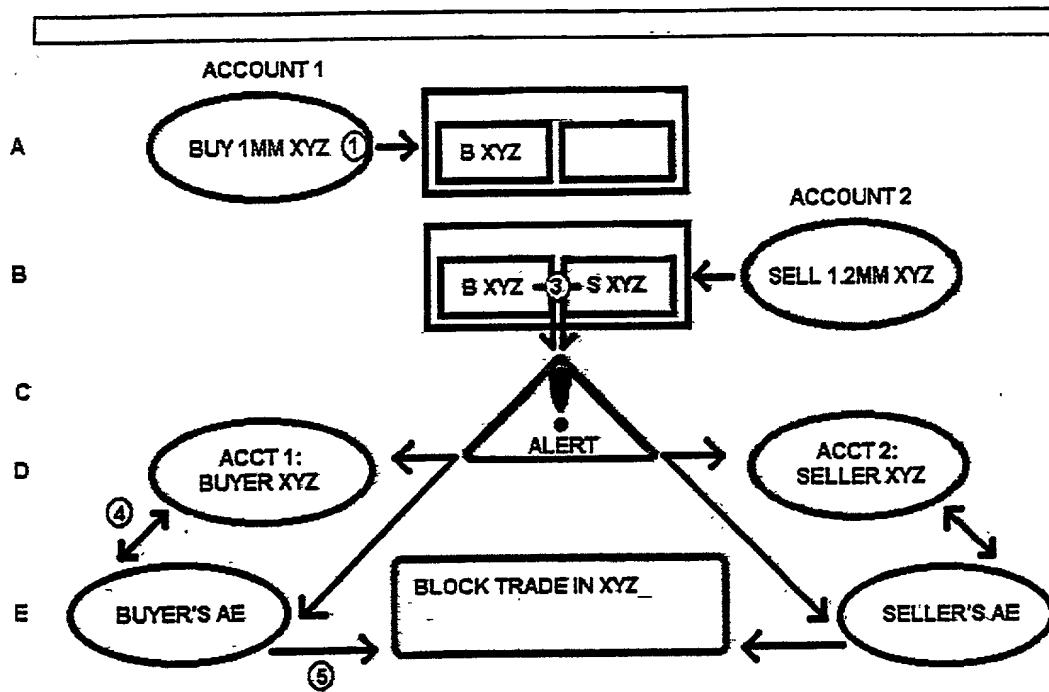 ACCOUNT 1
A
BUY 1MM XYZ ①
B XYZ
ACCOUNT 2
B
B XYZ
③
S XYZ
SELL 1.2MM XYZ
C
ALERT
D
ACCT 1:
BUYER XYZ
ACCT 2:
SELLER XYZ
④
E
BUYER'S AE
BLOCK TRADE IN XYZ_
SELLER'S AE
⑤